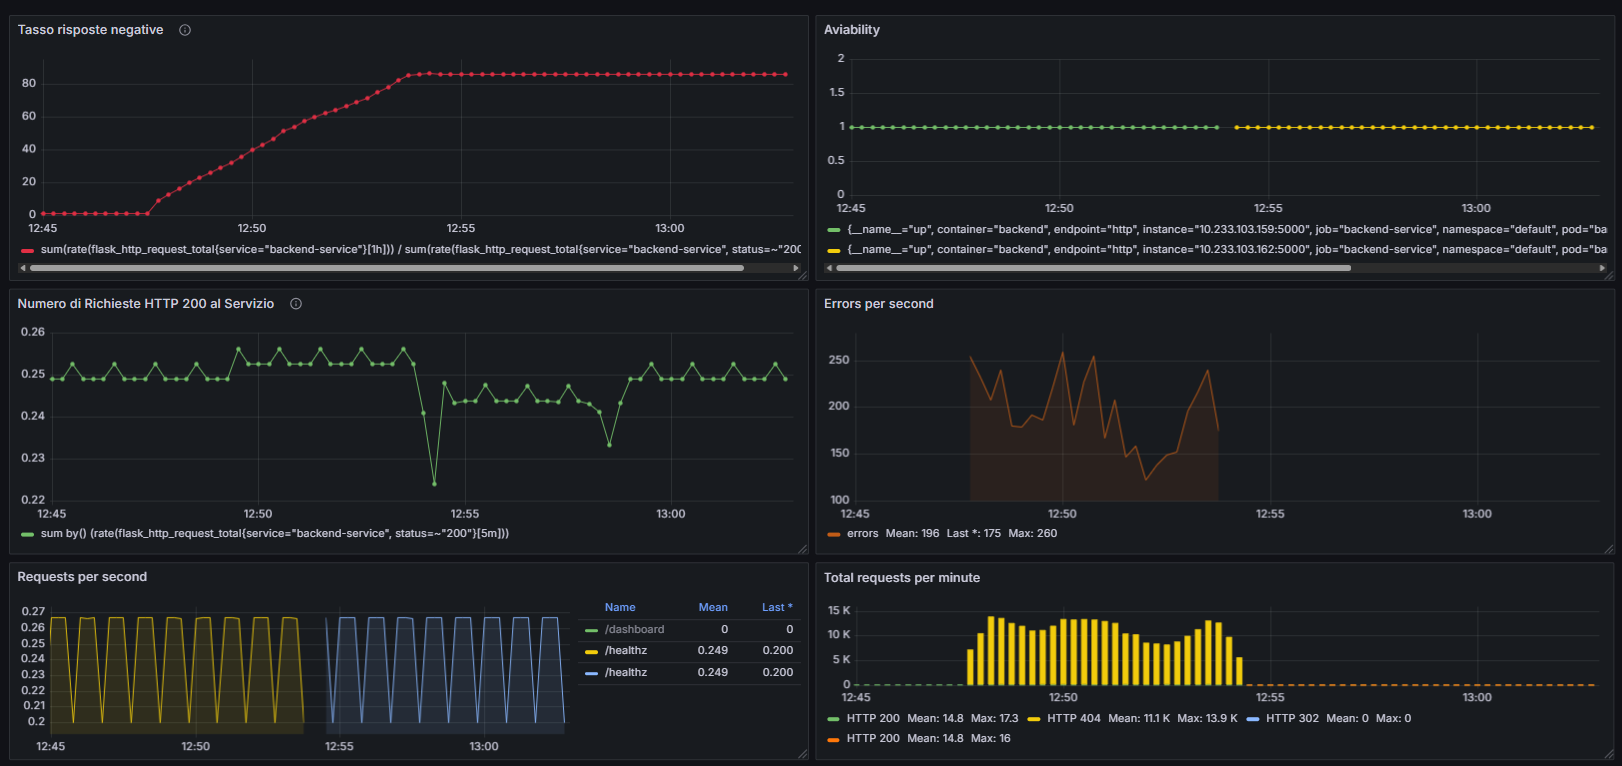 Tasso risposte negative
80
60
40
20
0
12:45 12:50 12:55 13:00
sum(rate(flask_http_request_total{service="backend-service"}[1h])) / sum(rate(flask_http_request_total{service="backend-service", status=~"200
Aviability
2
1.5
1
0.5
0
12:45 12:50 12:55 13:00
{__name__="up", container="backend", endpoint="http", instance="10.233.103.159:5000", job="backend-service", namespace="default", pod="ba
{__name__="up", container="backend", endpoint="http", instance="10.233.103.162:5000", job="backend-service", namespace="default", pod="ba
Numero di Richieste HTTP 200 al Servizio
0.26
0.25
0.24
0.23
0.22
12:45 12:50 12:55 13:00
sum by() (rate(flask_http_request_total{service="backend-service", status=~"200"}[5m]))
Errors per second
250
200
150
100
12:45 12:50 12:55 13:00
errors Mean: 196 Last *: 175 Max: 260
Requests per second
0.27
0.26
0.25
0.24
0.23
0.22
0.21
0.2
12:45 12:50 12:55 13:00
Name Mean Last *
/dashboard 0 0
/healthz 0.249 0.200
/healthz 0.249 0.200
Total requests per minute
15 K
10 K
5 K
0
12:45 12:50 12:55 13:00
HTTP 200 Mean: 14.8 Max: 17.3 HTTP 404 Mean: 11.1 K Max: 13.9 K HTTP 302 Mean: 0 Max: 0
HTTP 200 Mean: 14.8 Max: 16